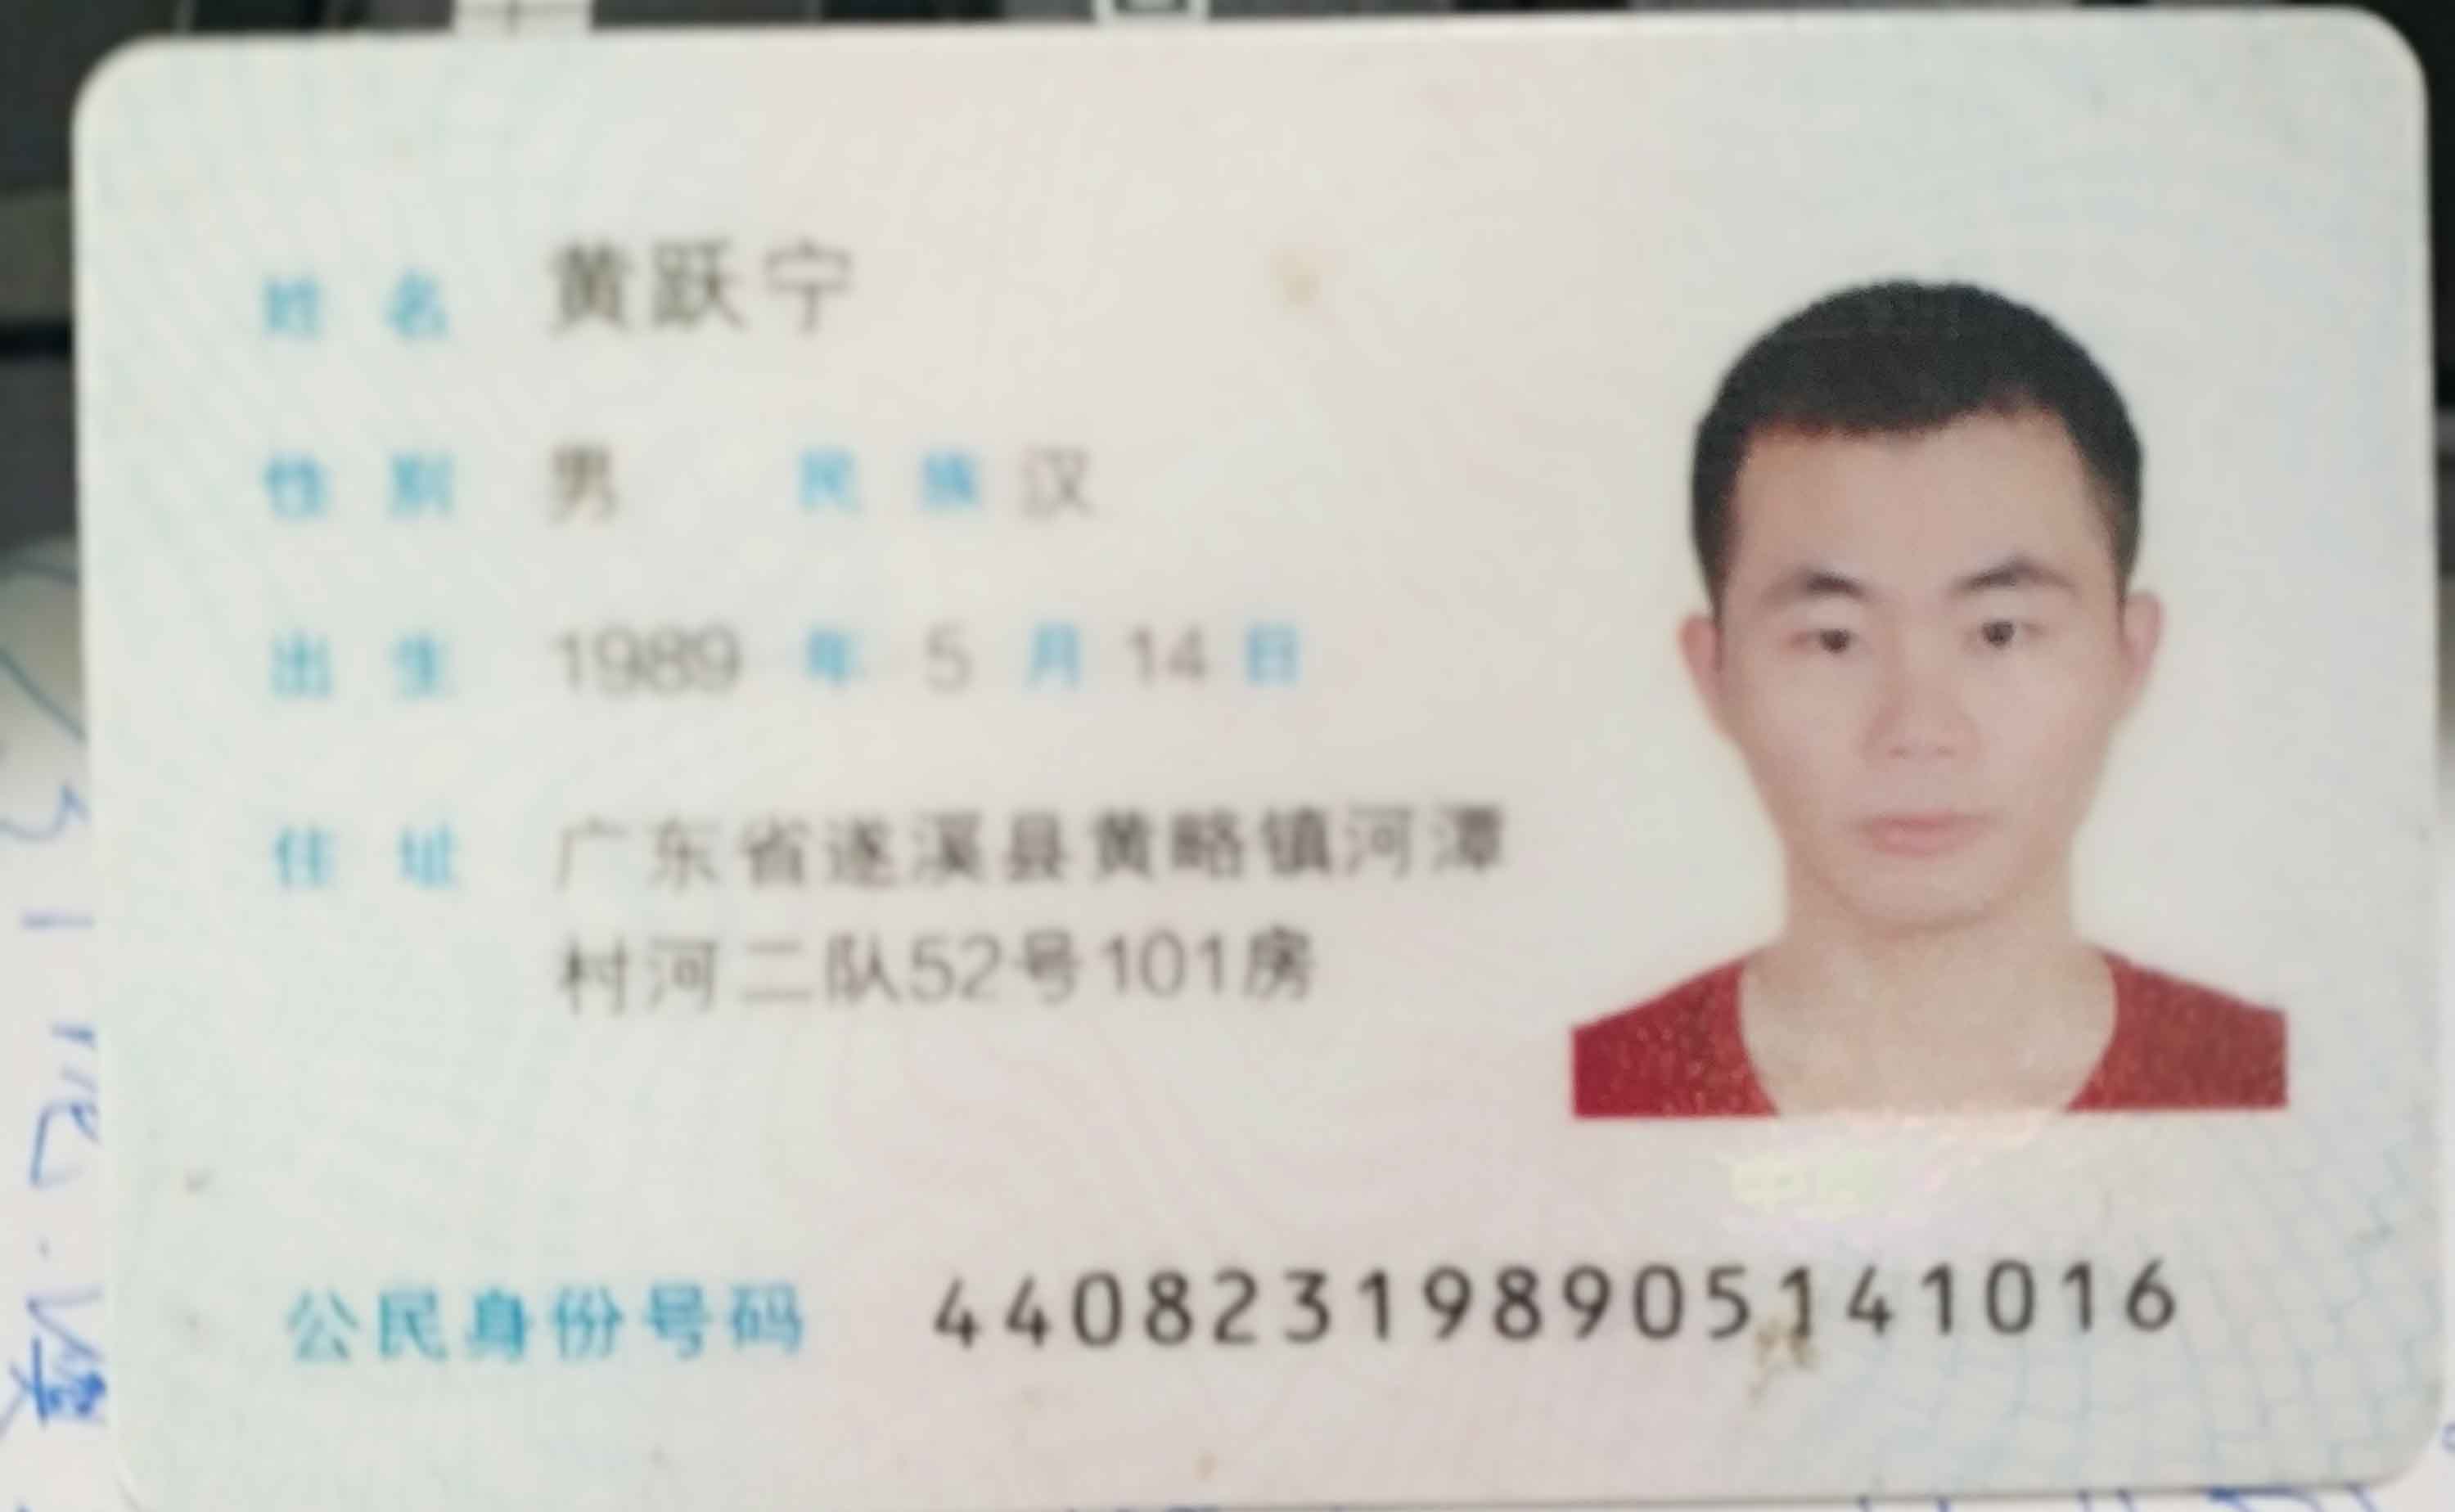 姓名 黄跃宁
性别 男 民族 汉
出生 1989 年 5 月 14 日
住址 广东省遂溪县黄略镇河潭
村河二队52号101房
公民身份号码 440823198905141016